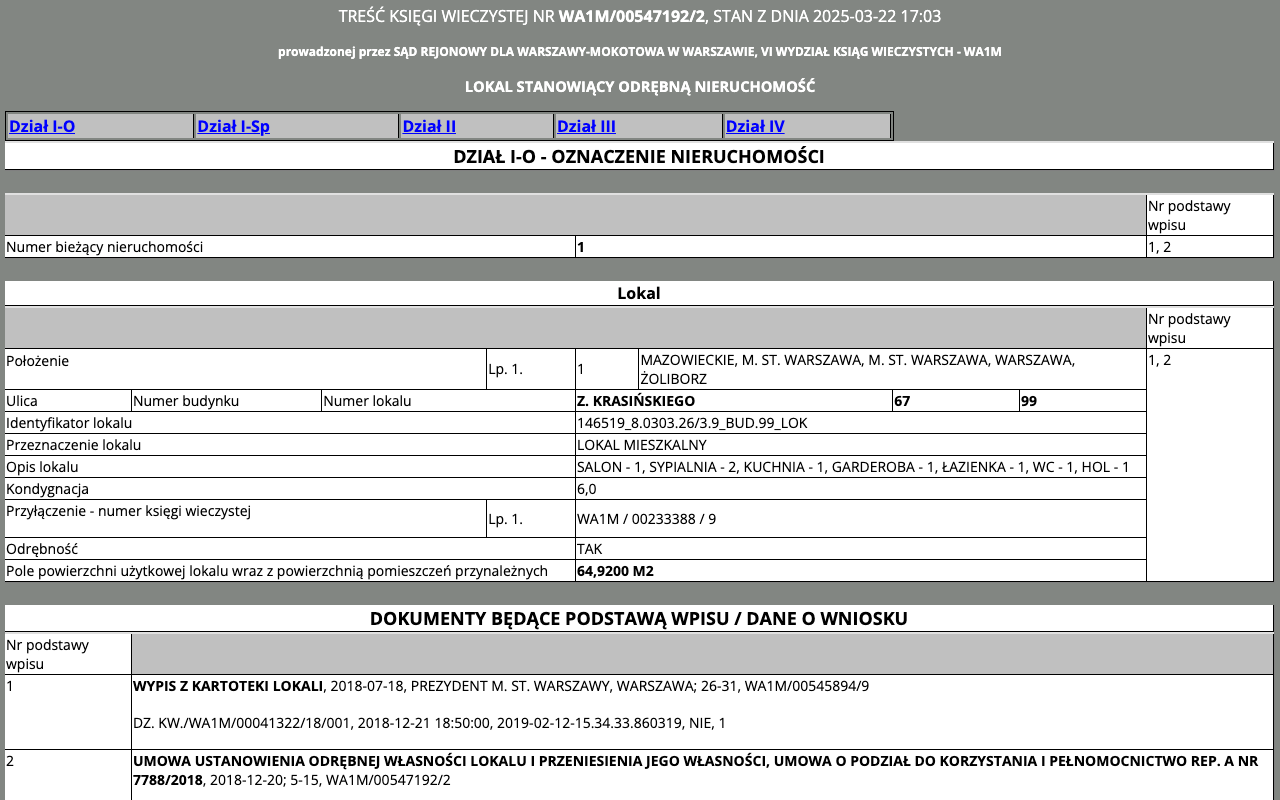 TREŚĆ KSIĘGI WIECZYSTEJ NR WA1M/00547192/2, STAN Z DNIA 2025-03-22 17:03
prowadzonej przez SĄD REJONOWY DLA WARSZAWY-MOKOTOWA W WARSZAWIE, VI WYDZIAŁ KSIĄG WIECZYSTYCH - WA1M
LOKAL STANOWIĄCY ODRĘBNĄ NIERUCHOMOŚĆ
Dział I-O Dział I-Sp Dział II Dział III Dział IV
DZIAŁ I-O - OZNACZENIE NIERUCHOMOŚCI
Nr podstawy
wpisu
Numer bieżący nieruchomości 1 1, 2
Lokal
Nr podstawy
wpisu
Położenie Lp. 1. 1 MAZOWIECKIE, M. ST. WARSZAWA, M. ST. WARSZAWA, WARSZAWA, 1, 2
ŻOLIBORZ
Ulica Numer budynku Numer lokalu Z. KRASIŃSKIEGO 67 99
Identyfikator lokalu 146519_8.0303.26/3.9_BUD.99_LOK
Przeznaczenie lokalu LOKAL MIESZKALNY
Opis lokalu SALON - 1, SYPIALNIA - 2, KUCHNIA - 1, GARDEROBA - 1, ŁAZIENKA - 1, WC - 1, HOL - 1
Kondygnacja 6,0
Przyłączenie - numer księgi wieczystej Lp. 1. WA1M / 00233388 / 9
Odrębność TAK
Pole powierzchni użytkowej lokalu wraz z powierzchnią pomieszczeń przynależnych 64,9200 M2
DOKUMENTY BĘDĄCE PODSTAWĄ WPISU / DANE O WNIOSKU
Nr podstawy
wpisu
1 WYPIS Z KARTOTEKI LOKALI, 2018-07-18, PREZYDENT M. ST. WARSZAWY, WARSZAWA; 26-31, WA1M/00545894/9
DZ. KW./WA1M/00041322/18/001, 2018-12-21 18:50:00, 2019-02-12-15.34.33.860319, NIE, 1
2 UMOWA USTANOWIENIA ODRĘBNEJ WŁASNOŚCI LOKALU I PRZENIESIENIA JEGO WŁASNOŚCI, UMOWA O PODZIAŁ DO KORZYSTANIA I PEŁNOMOCNICTWO REP. A NR
7788/2018, 2018-12-20; 5-15, WA1M/00547192/2